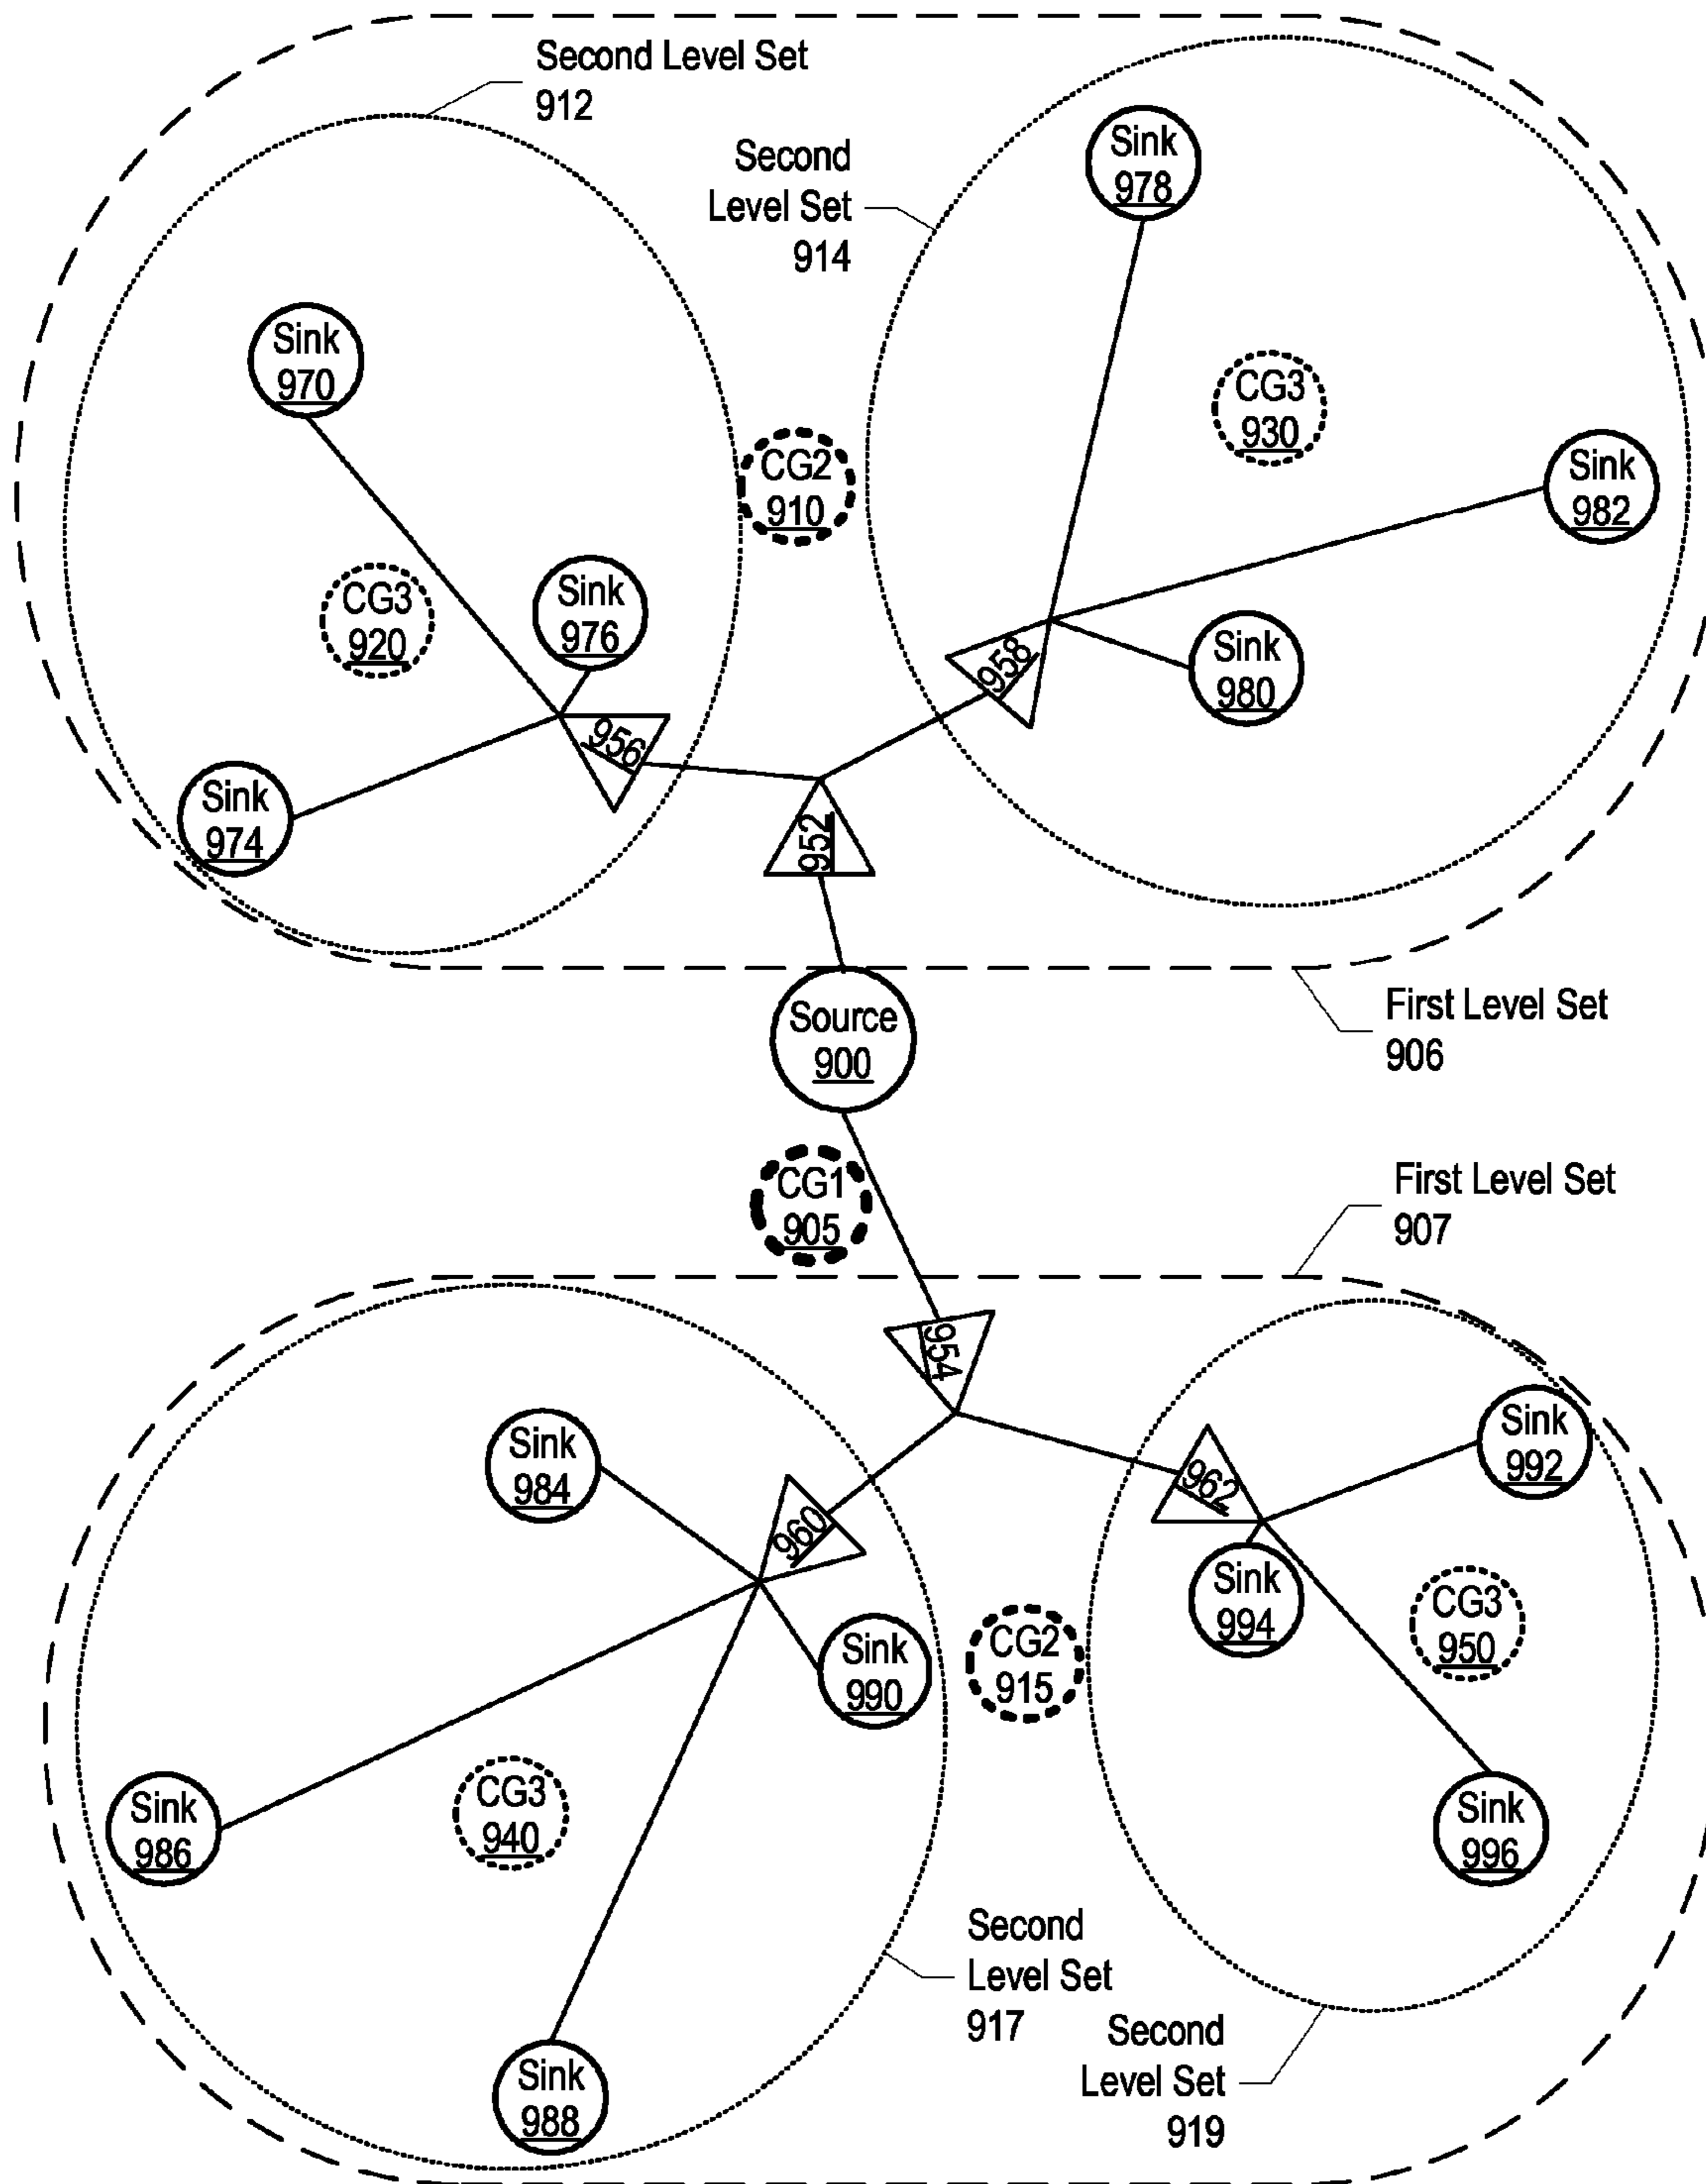 Second Level Set
912
Second
Level Set
914
Sink
978
Sink
970
CG3
930
CG2
910
Sink
982
CG3
920
Sink
976
958
Sink
980
956
Sink
974
952
First Level Set
906
Source
900
CG1
905
First Level Set
907
954
Sink
984
Sink
992
962
960
Sink
994
CG3
950
CG2
915
Sink
990
CG3
940
Sink
986
Sink
996
Second
Level Set
917
Second
Level Set
919
Sink
988